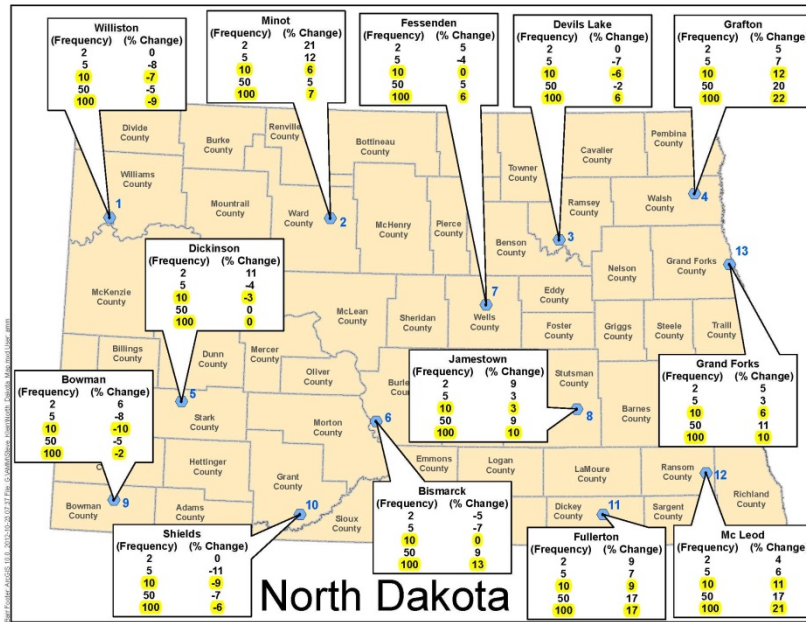 Williston
(Frequency) (% Change)
2 0
5 -8
10 -7
50 -5
100 -9
Minot
(Frequency) (% Change)
2 21
5 12
10 6
50 5
100 7
Fessenden
(Frequency) (% Change)
2 5
5 -4
10 0
50 5
100 6
Devils Lake
(Frequency) (% Change)
2 0
5 -7
10 -6
50 -2
100 6
Grafton
(Frequency) (% Change)
2 5
5 7
10 12
50 20
100 22
Divide
County
Burke
County
Renville
Bottineau
Towner
County
Cavalier
County
Pembina
County
Williams
County
Mountrall
County
Ward
County
McHenry
County
Pierce
County
Benson
County
Ramsey
County
Walsh
County
1
2
3
4
Dickinson
(Frequency) (% Change)
2 11
5 -4
10 -3
50 0
100 0
McKenzie
County
McLean
County
Sheridan
County
7
Wells
County
Eddy
County
Foster
County
Nelson
County
Grand Forks
County
13
Griggs
County
Steele
County
Traill
County
Billings
County
Dunn
County
Mercer
County
Oliver
County
Bowman
(Frequency) (% Change)
2 6
5 -8
10 -10
50 -5
100 -2
5
Stark
County
Morton
County
6
Jamestown
(Frequency) (% Change)
2 9
5 3
10 3
50 9
100 10
Stutsman
County
8
Barnes
County
Grand Forks
(Frequency) (% Change)
2 5
5 3
10 6
50 11
100 10
Hettinger
County
Grant
County
Emmons
County
Logan
County
LaMoure
County
Ransom
County
12
Richland
County
Bowman
County
9
Adams
County
10
Sioux
County
Dickey
County
11
Sargent
County
Shields
(Frequency) (% Change)
2 0
5 -11
10 -9
50 -7
100 -6
Bismarck
(Frequency) (% Change)
2 -5
5 -7
10 0
50 9
100 13
Fullerton
(Frequency) (% Change)
2 9
5 7
10 9
50 17
100 17
Mc Leod
(Frequency) (% Change)
2 4
5 6
10 11
50 17
100 21
North Dakota